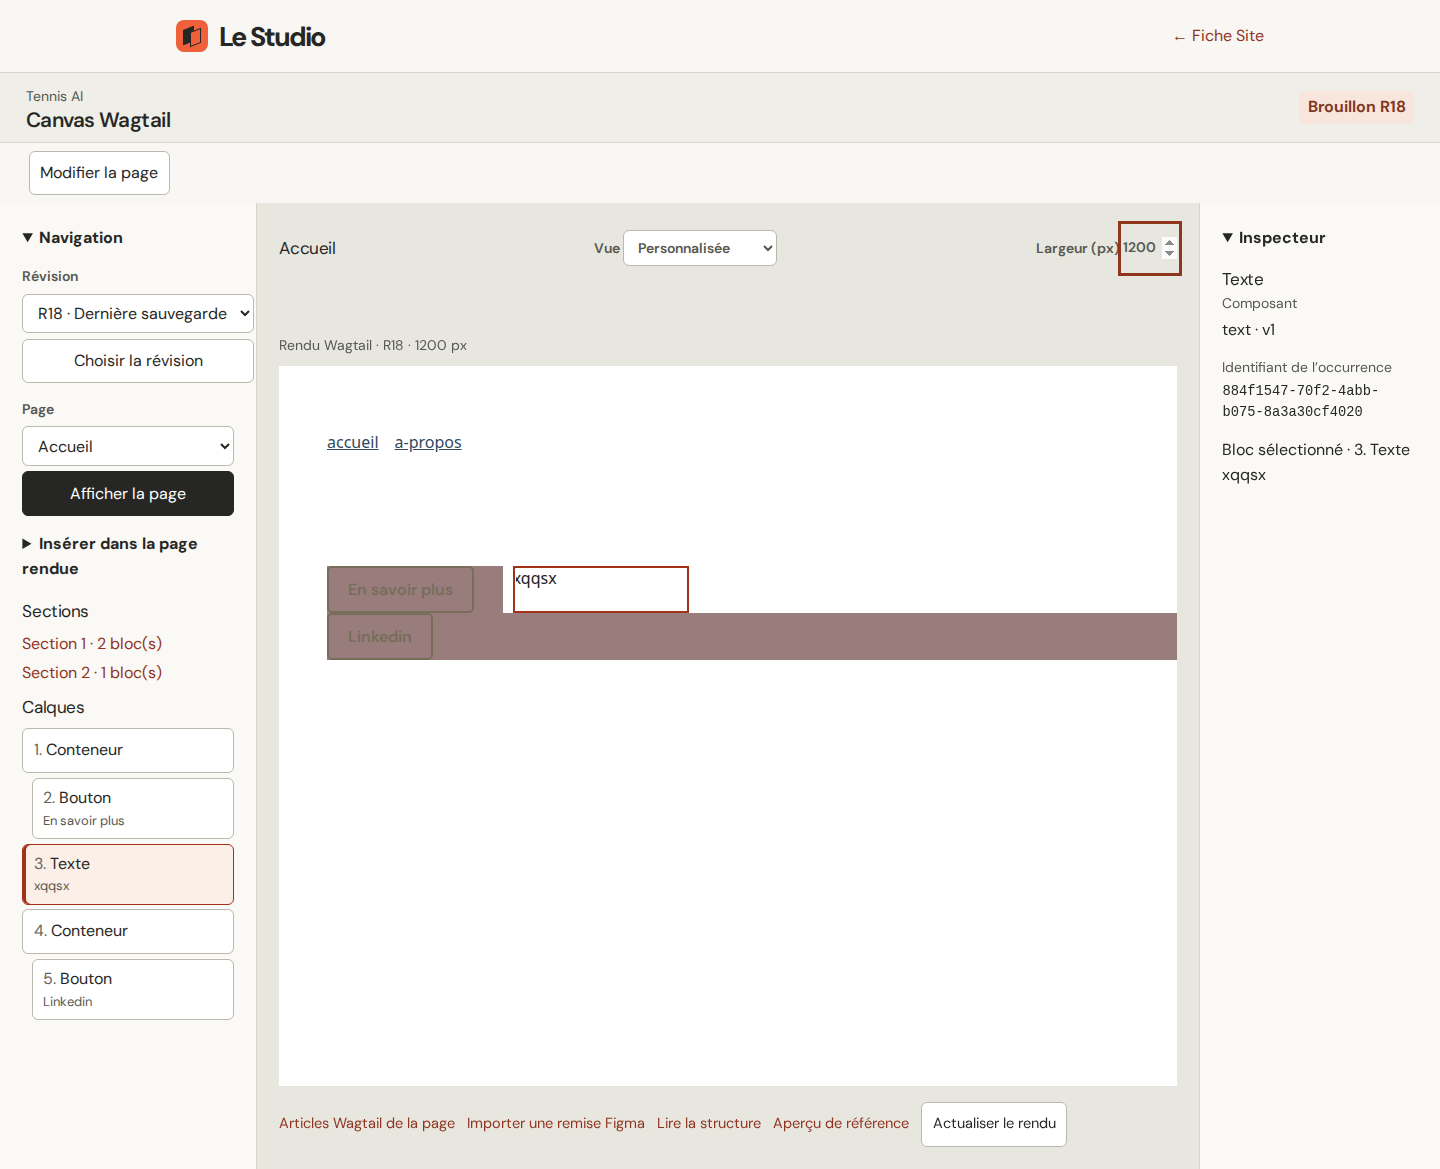 Le Studio
← Fiche Site
Tennis AI
Canvas Wagtail
Brouillon R18
Modifier la page
Navigation
Révision
R18 · Dernière sauvegarde
Choisir la révision
Page
Accueil
Afficher la page
Insérer dans la page
rendue
Sections
Section 1 · 2 bloc(s)
Section 2 · 1 bloc(s)
Calques
1. Conteneur
2. Bouton
En savoir plus
3. Texte
xqqsx
4. Conteneur
5. Bouton
Linkedin
Accueil
Vue Personnalisée
Largeur (px) 1200
Rendu Wagtail · R18 · 1200 px
accueil a-propos
En savoir plus
xqqsx
Linkedin
Articles Wagtail de la page Importer une remise Figma Lire la structure Aperçu de référence Actualiser le rendu
Inspecteur
Texte
Composant
text · v1
Identifiant de l’occurrence
884f1547-70f2-4abb-
b075-8a3a30cf4020
Bloc sélectionné · 3. Texte
xqqsx